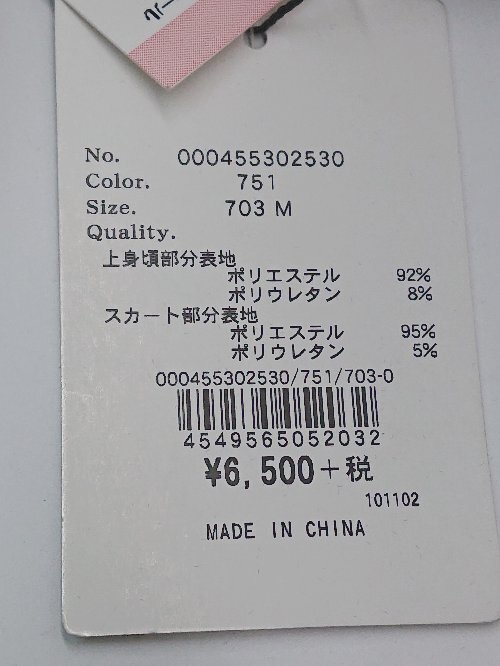 No. 000455302530
Color. 751
Size. 703 M
Quality.
上身頃部分表地
ポリエステル 92%
ポリウレタン 8%
スカート部分表地
ポリエステル 95%
ポリウレタン 5%
000455302530/751/703-0
4549565052032
¥6,500+税
101102
MADE IN CHINA